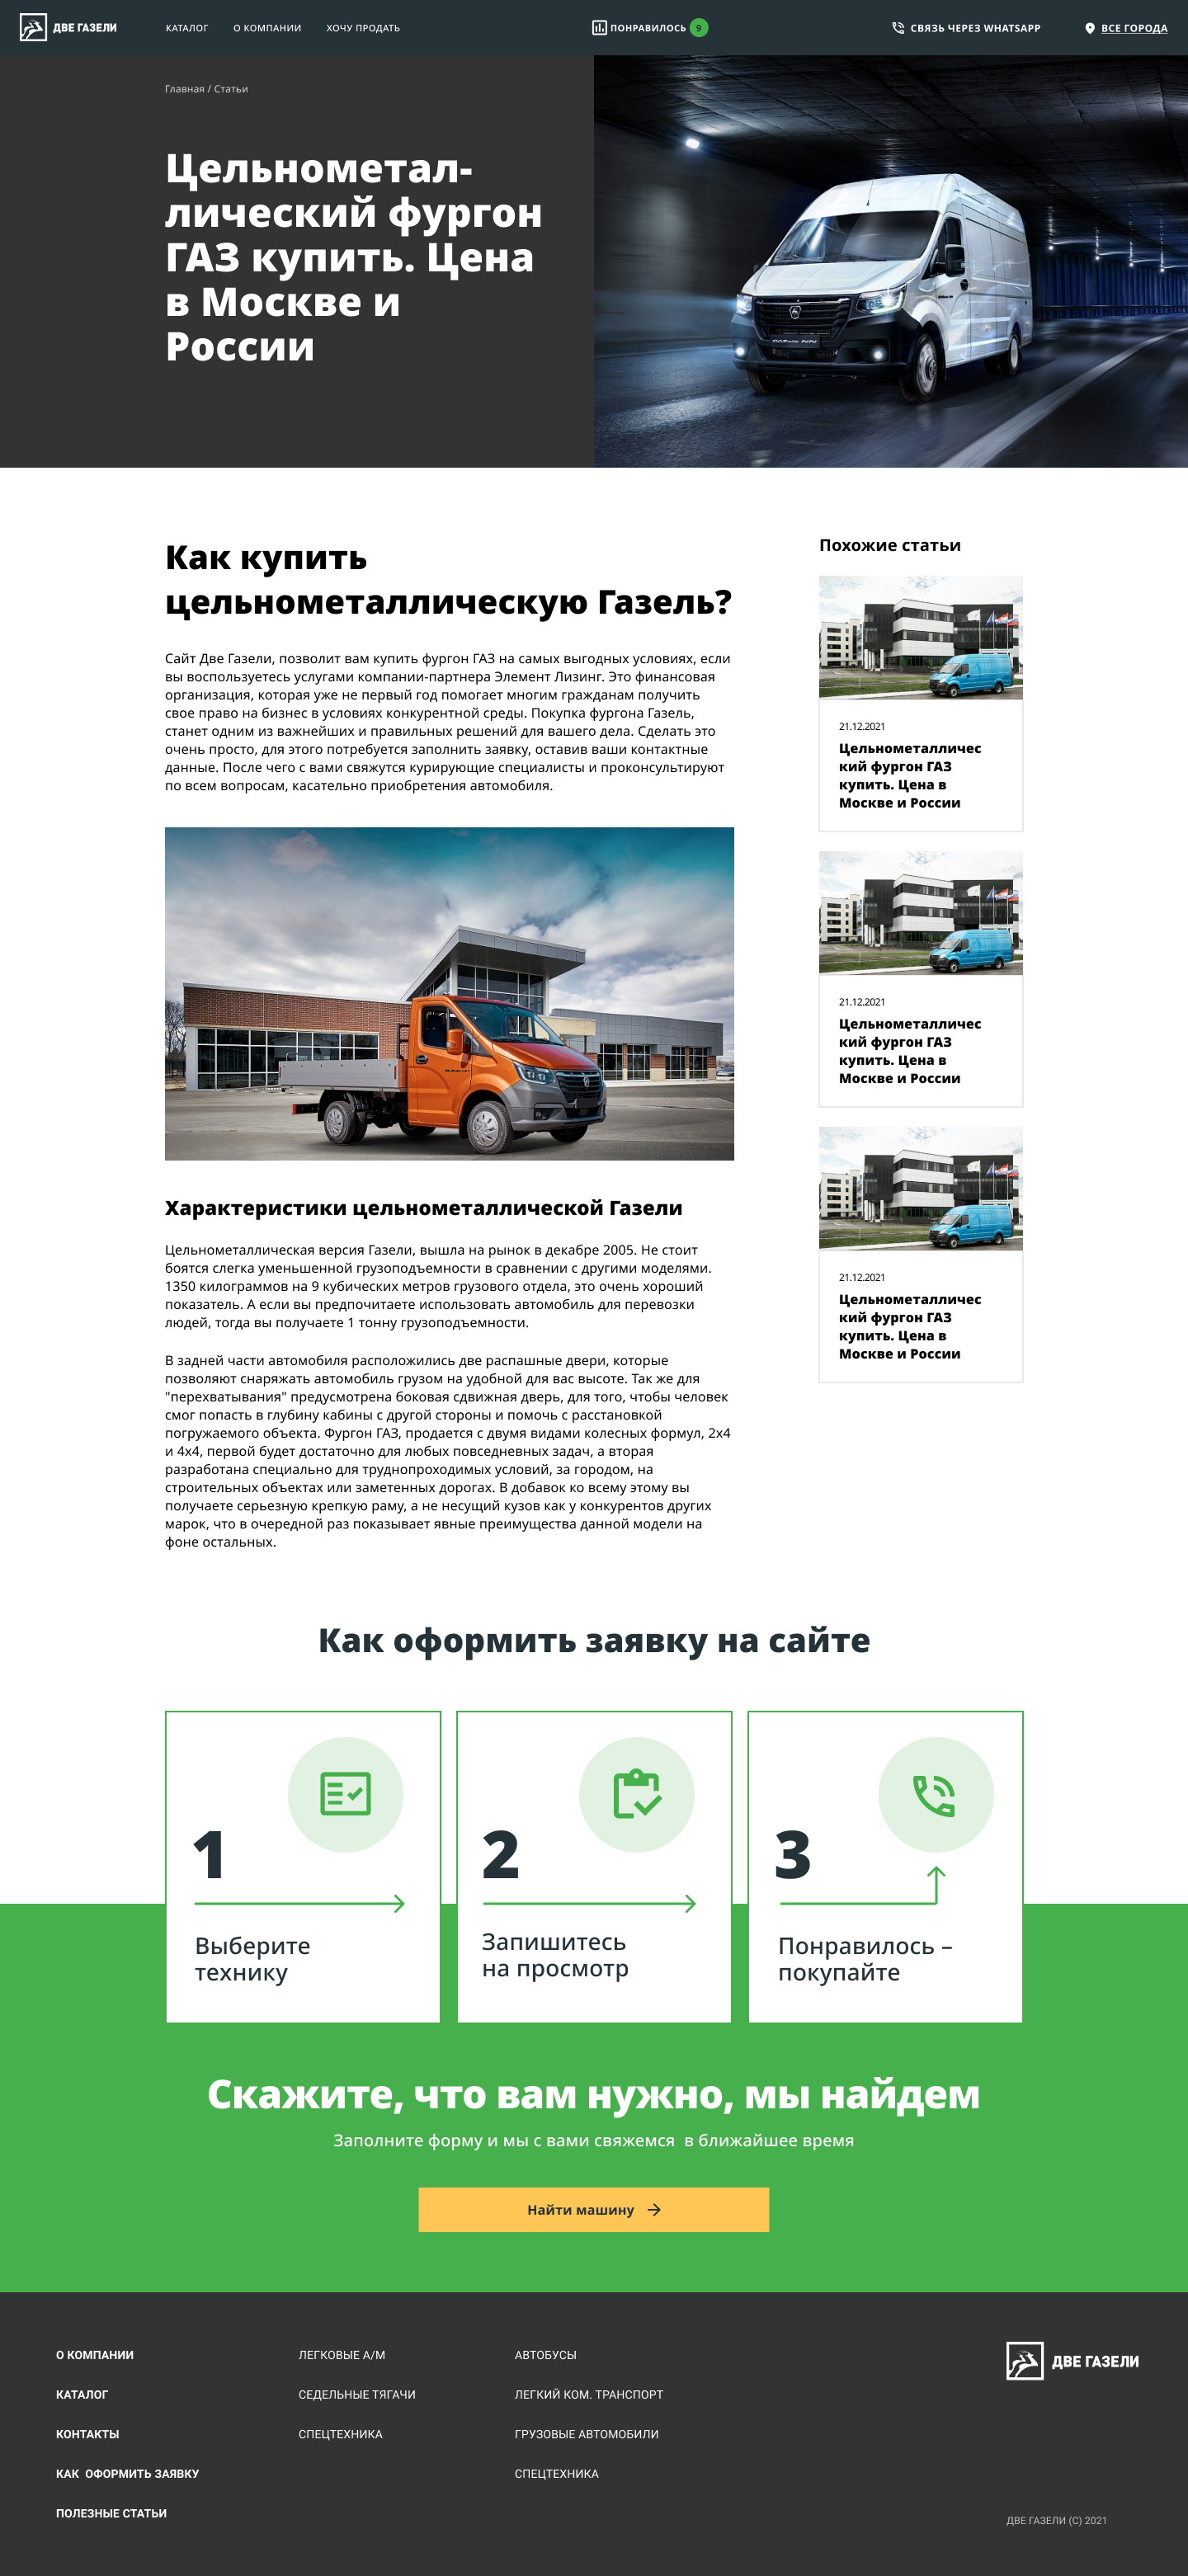 ДВЕ ГАЗЕЛИ
КАТАЛОГ
О КОМПАНИИ
ХОЧУ ПРОДАТЬ
ПОНРАВИЛОСЬ 9
СВЯЗЬ ЧЕРЕЗ WHATSAPP
ВСЕ ГОРОДА
Главная / Статьи
Цельнометал-
лический фургон
ГАЗ купить. Цена
в Москве и
России
Как купить
цельнометаллическую Газель?
Сайт Две Газели, позволит вам купить фургон ГАЗ на самых выгодных условиях, если
вы воспользуетесь услугами компании-партнера Элемент Лизинг. Это финансовая
организация, которая уже не первый год помогает многим гражданам получить
свое право на бизнес в условиях конкурентной среды. Покупка фургона Газель,
станет одним из важнейших и правильных решений для вашего дела. Сделать это
очень просто, для этого потребуется заполнить заявку, оставив ваши контактные
данные. После чего с вами свяжутся курирующие специалисты и проконсультируют
по всем вопросам, касательно приобретения автомобиля.
Характеристики цельнометаллической Газели
Цельнометаллическая версия Газели, вышла на рынок в декабре 2005. Не стоит
боятся слегка уменьшенной грузоподъемности в сравнении с другими моделями.
1350 килограммов на 9 кубических метров грузового отдела, это очень хороший
показатель. А если вы предпочитаете использовать автомобиль для перевозки
людей, тогда вы получаете 1 тонну грузоподъемности.
В задней части автомобиля расположились две распашные двери, которые
позволяют снаряжать автомобиль грузом на удобной для вас высоте. Так же для
"перехватывания" предусмотрена боковая сдвижная дверь, для того, чтобы человек
смог попасть в глубину кабины с другой стороны и помочь с расстановкой
погружаемого объекта. Фургон ГАЗ, продается с двумя видами колесных формул, 2х4
и 4х4, первой будет достаточно для любых повседневных задач, а вторая
разработана специально для труднопроходимых условий, за городом, на
строительных объектах или заметенных дорогах. В добавок ко всему этому вы
получаете серьезную крепкую раму, а не несущий кузов как у конкурентов других
марок, что в очередной раз показывает явные преимущества данной модели на
фоне остальных.
Похожие статьи
21.12.2021
Цельнометалличес
кий фургон ГАЗ
купить. Цена в
Москве и России
21.12.2021
Цельнометалличес
кий фургон ГАЗ
купить. Цена в
Москве и России
21.12.2021
Цельнометалличес
кий фургон ГАЗ
купить. Цена в
Москве и России
Как оформить заявку на сайте
1
Выберите
технику
2
Запишитесь
на просмотр
3
Понравилось –
покупайте
Скажите, что вам нужно, мы найдем
Заполните форму и мы с вами свяжемся  в ближайшее время
Найти машину
О КОМПАНИИ
КАТАЛОГ
КОНТАКТЫ
КАК  ОФОРМИТЬ ЗАЯВКУ
ПОЛЕЗНЫЕ СТАТЬИ
ЛЕГКОВЫЕ А/М
СЕДЕЛЬНЫЕ ТЯГАЧИ
СПЕЦТЕХНИКА
АВТОБУСЫ
ЛЕГКИЙ КОМ. ТРАНСПОРТ
ГРУЗОВЫЕ АВТОМОБИЛИ
СПЕЦТЕХНИКА
ДВЕ ГАЗЕЛИ
ДВЕ ГАЗЕЛИ (С) 2021